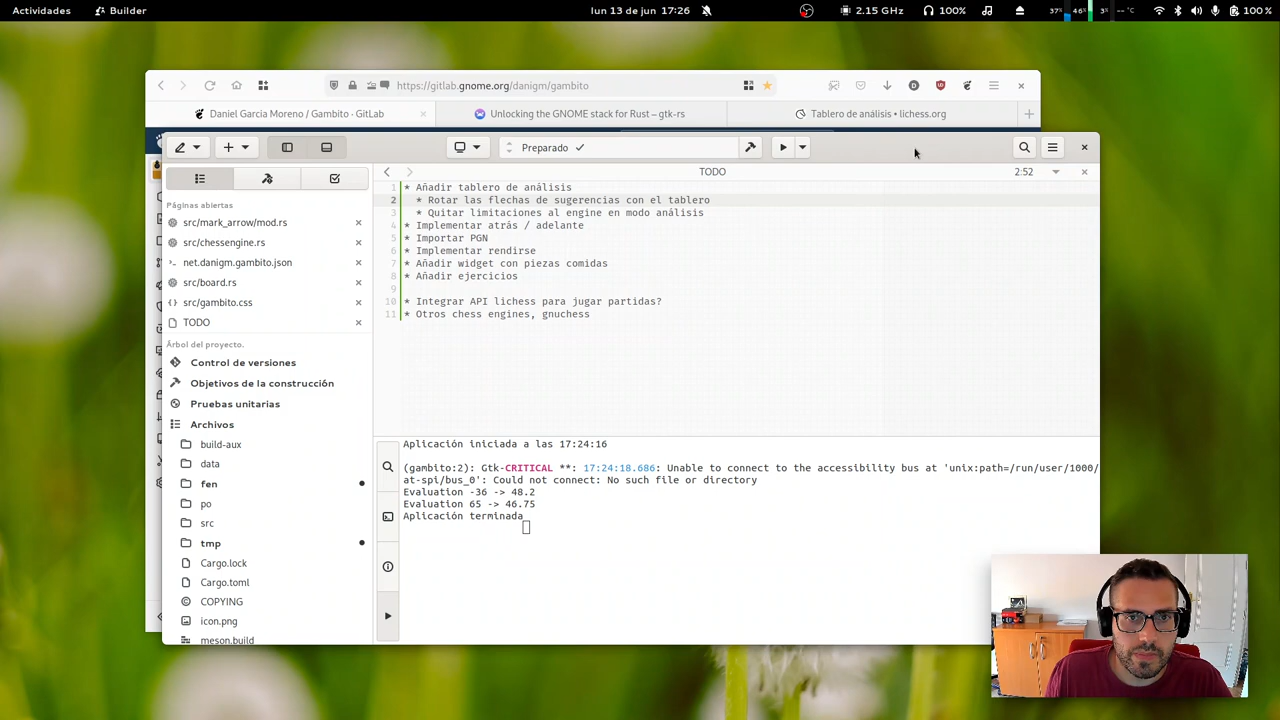 Actividades
Builder
lun 13 de jun 17:26
2.15 GHz
100%
37%
46%
3%
-- °C
100 %
https://gitlab.gnome.org/danigm/gambito
Daniel García Moreno / Gambito · GitLab
Unlocking the GNOME stack for Rust – gtk-rs
Tablero de análisis • lichess.org
Preparado
TODO
2:52
Páginas abiertas
src/mark_arrow/mod.rs
src/chessengine.rs
net.danigm.gambito.json
src/board.rs
src/gambito.css
TODO
Árbol del proyecto.
Control de versiones
Objetivos de la construcción
Pruebas unitarias
Archivos
build-aux
data
fen
po
src
tmp
Cargo.lock
Cargo.toml
COPYING
icon.png
meson.build
1 * Añadir tablero de análisis
2 * Rotar las flechas de sugerencias con el tablero
3 * Quitar limitaciones al engine en modo análisis
4 * Implementar atrás / adelante
5 * Importar PGN
6 * Implementar rendirse
7 * Añadir widget con piezas comidas
8 * Añadir ejercicios
9
10 * Integrar API lichess para jugar partidas?
11 * Otros chess engines, gnuchess
Aplicación iniciada a las 17:24:16
(gambito:2): Gtk-CRITICAL **: 17:24:18.686: Unable to connect to the accessibility bus at 'unix:path=/run/user/1000/
at-spi/bus_0': Could not connect: No such file or directory
Evaluation -36 -> 48.2
Evaluation 65 -> 46.75
Aplicación terminada